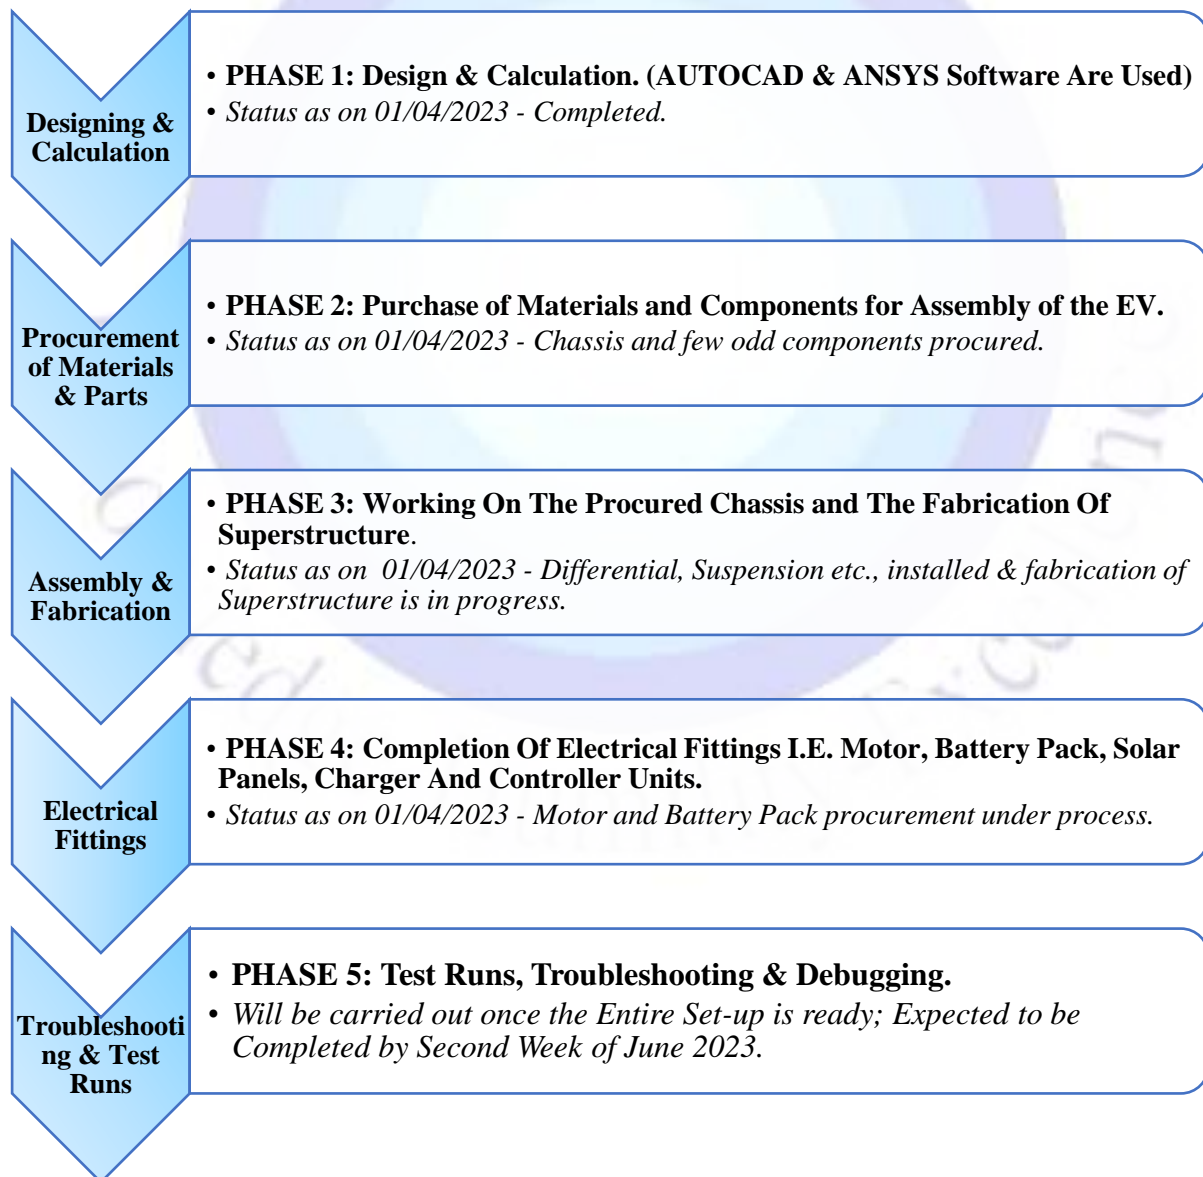 Designing &
Calculation
• PHASE 1: Design & Calculation. (AUTOCAD & ANSYS Software Are Used)
• Status as on 01/04/2023 - Completed.
Procurement
of Materials
& Parts
• PHASE 2: Purchase of Materials and Components for Assembly of the EV.
• Status as on 01/04/2023 - Chassis and few odd components procured.
Assembly &
Fabrication
• PHASE 3: Working On The Procured Chassis and The Fabrication Of
Superstructure.
• Status as on 01/04/2023 - Differential, Suspension etc., installed & fabrication of
Superstructure is in progress.
Electrical
Fittings
• PHASE 4: Completion Of Electrical Fittings I.E. Motor, Battery Pack, Solar
Panels, Charger And Controller Units.
• Status as on 01/04/2023 - Motor and Battery Pack procurement under process.
Troubleshooti
ng & Test
Runs
• PHASE 5: Test Runs, Troubleshooting & Debugging.
• Will be carried out once the Entire Set-up is ready; Expected to be
Completed by Second Week of June 2023.